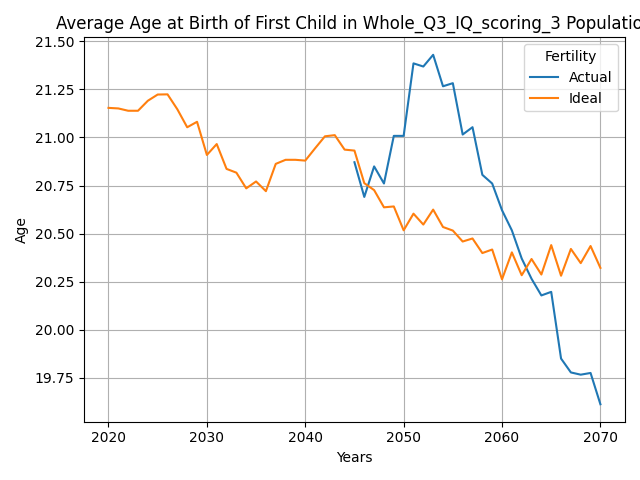 Average Age at Birth of First Child in Whole_Q3_IQ_scoring_3 Populatio
21.50
21.25
21.00
20.75
20.50
20.25
20.00
19.75
Age
Fertility
Actual
Ideal
2020 2030 2040 2050 2060 2070
Years